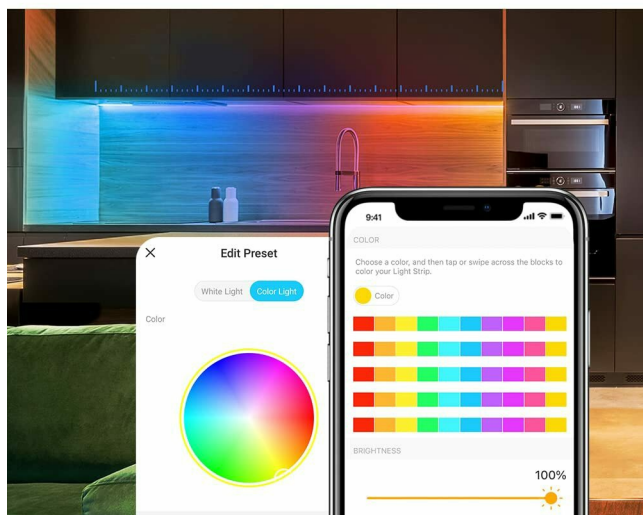 Edit Preset
White Light
Color Light
Color
9:41
COLOR
Choose a color, and then tap or swipe across the blocks to
color your Light Strip.
Color
BRIGHTNESS
100%